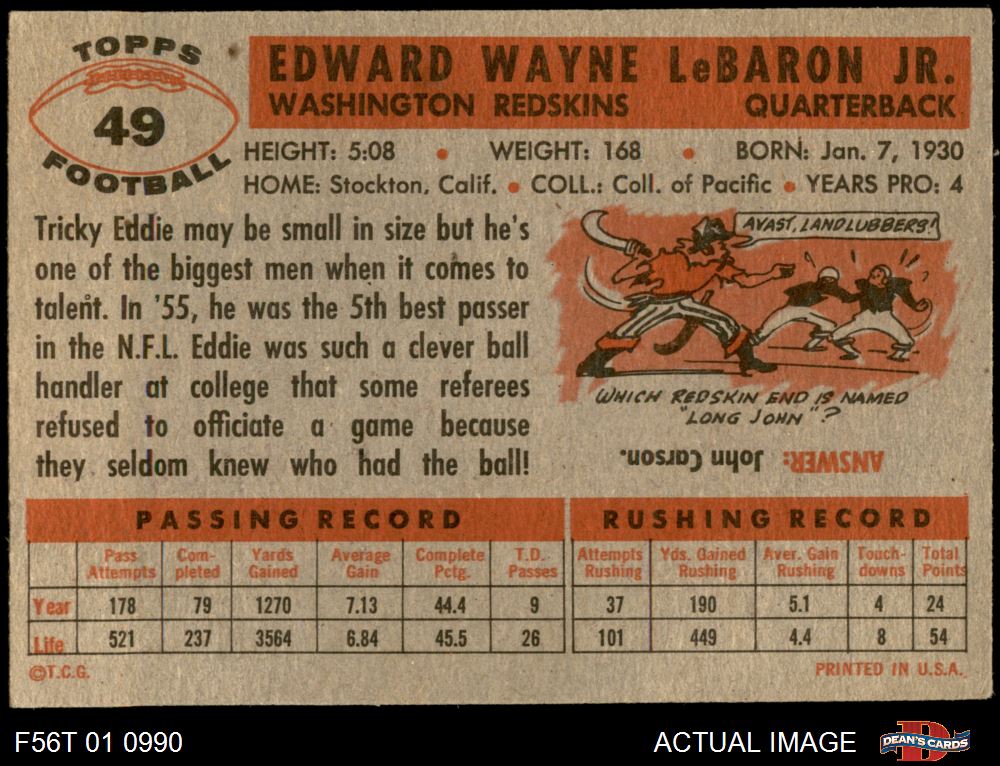 TOPPS
49
FOOTBALL
EDWARD WAYNE LeBARON JR.
WASHINGTON REDSKINS QUARTERBACK
HEIGHT: 5:08 • WEIGHT: 168 • BORN: Jan. 7, 1930
HOME: Stockton, Calif. • COLL.: Coll. of Pacific • YEARS PRO: 4
Tricky Eddie may be small in size but he's
one of the biggest men when it comes to
talent. In '55, he was the 5th best passer
in the N.F.L. Eddie was such a clever ball
handler at college that some referees
refused to officiate a game because
they seldom knew who had the ball!
AVAST, LANDLUBBERS!
WHICH REDSKIN END IS NAMED
"LONG JOHN"?
ANSWER: John Carson.
PASSING RECORD
Pass Attempts Com-pleted Yards Gained Average Gain Complete Pctg. T.D. Passes
Year 178 79 1270 7.13 44.4 9
Life 521 237 3564 6.84 45.5 26
RUSHING RECORD
Attempts Rushing Yds. Gained Rushing Aver. Gain Rushing Touch-downs Total Points
37 190 5.1 4 24
101 449 4.4 8 54
©T.C.G. PRINTED IN U.S.A.
F56T 01 0990 ACTUAL IMAGE D DEAN'S CARDS